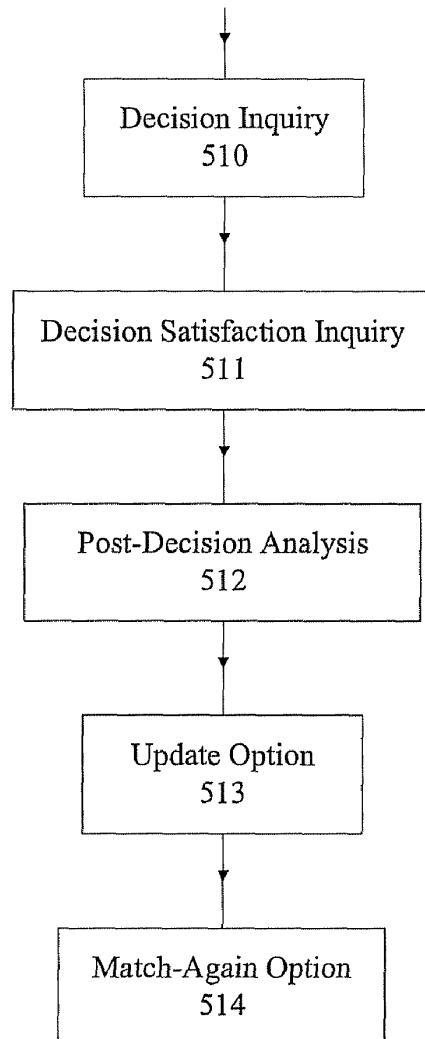 Decision Inquiry
510
Decision Satisfaction Inquiry
511
Post-Decision Analysis
512
Update Option
513
Match-Again Option
514